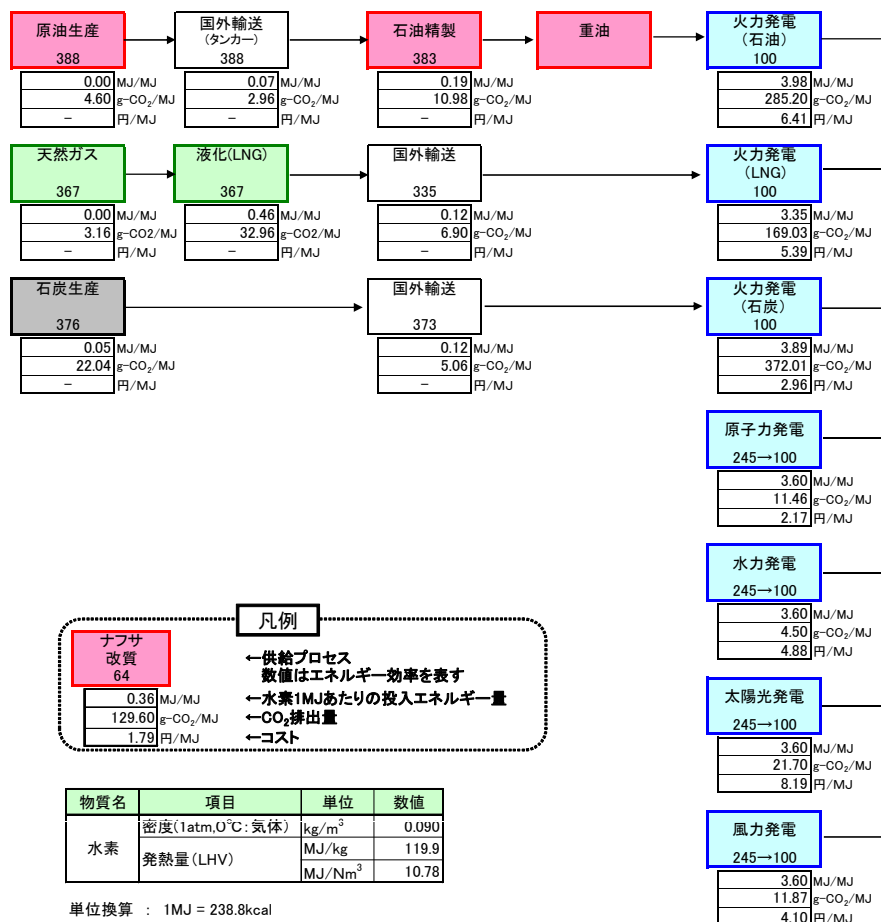 原油生産
388
0.00 MJ/MJ
4.60 g-CO₂/MJ
− 円/MJ
国外輸送
(タンカー)
388
0.07 MJ/MJ
2.96 g-CO₂/MJ
− 円/MJ
石油精製
383
0.19 MJ/MJ
10.98 g-CO₂/MJ
− 円/MJ
重油
火力発電
(石油)
100
3.98 MJ/MJ
285.20 g-CO₂/MJ
6.41 円/MJ
天然ガス
367
0.00 MJ/MJ
3.16 g-CO2/MJ
− 円/MJ
液化(LNG)
367
0.46 MJ/MJ
32.96 g-CO2/MJ
− 円/MJ
国外輸送
335
0.12 MJ/MJ
6.90 g-CO₂/MJ
− 円/MJ
火力発電
(LNG)
100
3.35 MJ/MJ
169.03 g-CO₂/MJ
5.39 円/MJ
石炭生産
376
0.05 MJ/MJ
22.04 g-CO₂/MJ
− 円/MJ
国外輸送
373
0.12 MJ/MJ
5.06 g-CO₂/MJ
− 円/MJ
火力発電
(石炭)
100
3.89 MJ/MJ
372.01 g-CO₂/MJ
2.96 円/MJ
原子力発電
245→100
3.60 MJ/MJ
11.46 g-CO₂/MJ
2.17 円/MJ
水力発電
245→100
3.60 MJ/MJ
4.50 g-CO₂/MJ
4.88 円/MJ
太陽光発電
245→100
3.60 MJ/MJ
21.70 g-CO₂/MJ
8.19 円/MJ
風力発電
245→100
3.60 MJ/MJ
11.87 g-CO₂/MJ
4.10 円/MJ
凡例
ナフサ
改質
64
0.36 MJ/MJ
129.60 g-CO₂/MJ
1.79 円/MJ
←供給プロセス
数値はエネルギー効率を表す
←水素1MJあたりの投入エネルギー量
←CO₂排出量
←コスト
物質名 項目 単位 数値
水素 密度(1atm,0℃:気体) kg/m³ 0.090
発熱量(LHV) MJ/kg 119.9
MJ/Nm³ 10.78
単位換算 : 1MJ = 238.8kcal